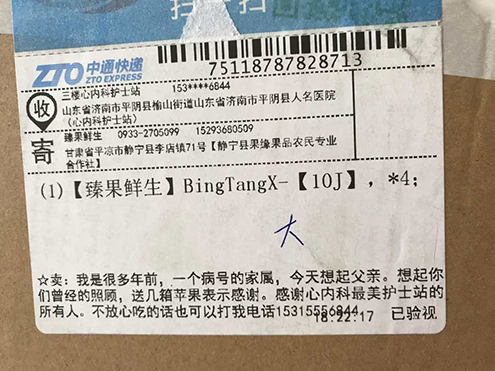 扫一扫
ZTO 中通快递
ZTO EXPRESS
75118787828713
收
三楼心内科护士站 153****6844
山东省济南市平阴县榆山街道山东省济南市平阴县人名医院
(心内科护士站)
寄
臻果鲜生 0933-2705099 15293680509
甘肃省平凉市静宁县李店镇71号【静宁县果缘果品农民专业
合作社】
(1)【臻果鲜生】BingTangX-【10J】, *4;
大
☆卖: 我是很多年前, 一个病号的家属, 今天想起父亲。想起你
们曾经的照顾, 送几箱苹果表示感谢。感谢心内科最美护士站的
所有人。不放心吃的话也可以打我电话15315556844
18:22:17 已验视